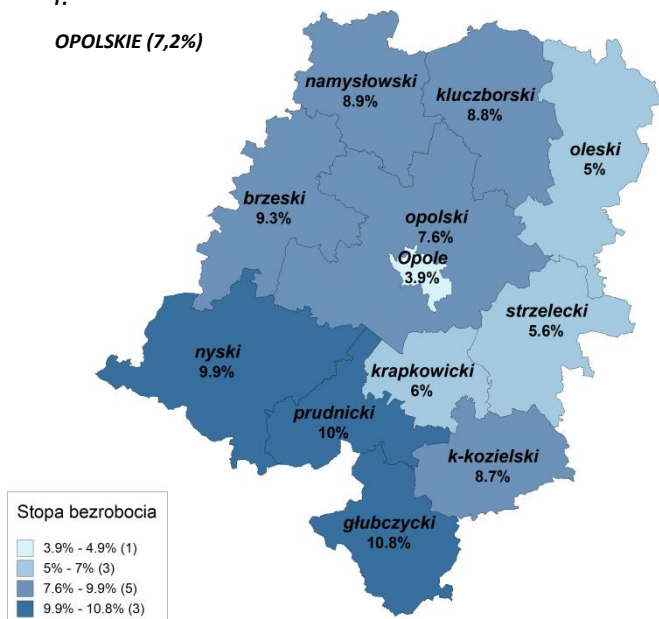 r.
OPOLSKIE (7,2%)
namysłowski
8.9%
kluczborski
8.8%
oleski
5%
brzeski
9.3%
opolski
7.6%
Opole
3.9%
strzelecki
5.6%
nyski
9.9%
krapkowicki
6%
prudnicki
10%
k-kozielski
8.7%
głubczycki
10.8%
Stopa bezrobocia
3.9% - 4.9% (1)
5% - 7% (3)
7.6% - 9.9% (5)
9.9% - 10.8% (3)